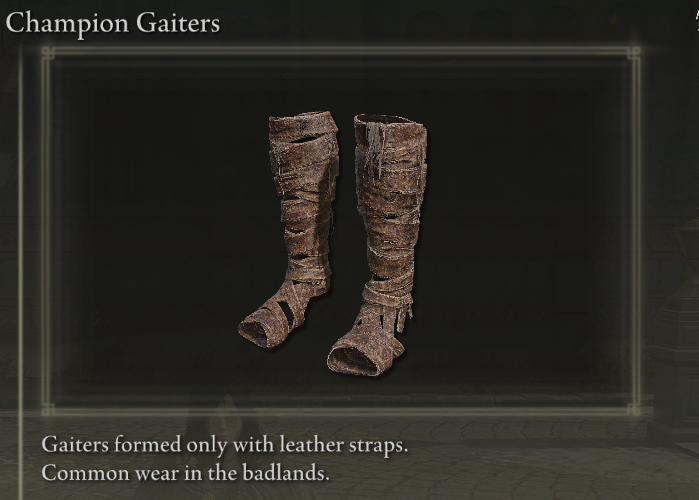 Champion Gaiters
Gaiters formed only with leather straps.
Common wear in the badlands.